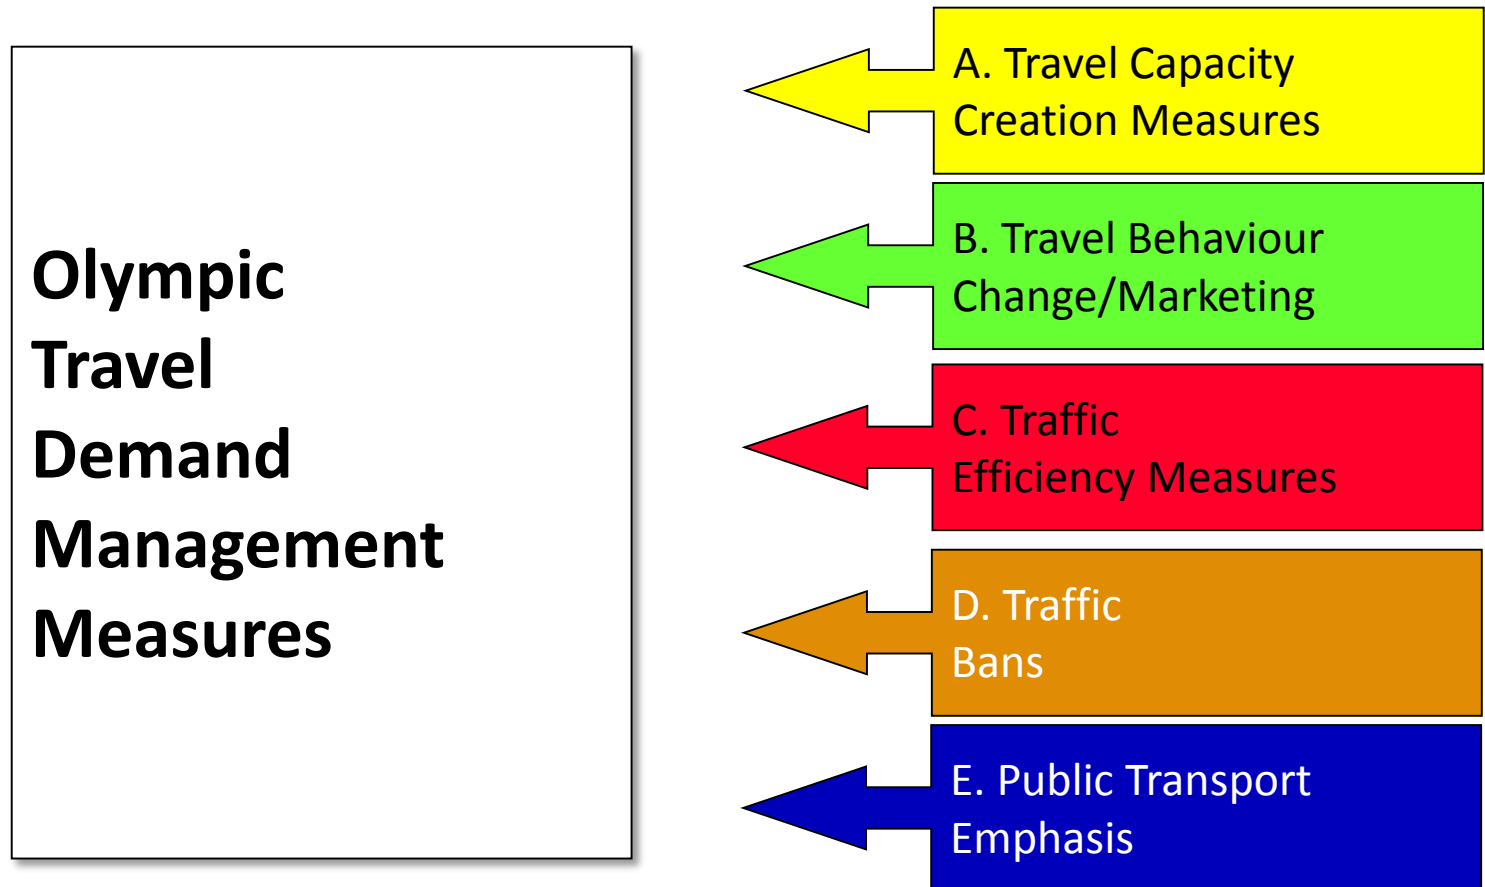 Olympic
Travel
Demand
Management
Measures
A. Travel Capacity
Creation Measures
B. Travel Behaviour
Change/Marketing
C. Traffic
Efficiency Measures
D. Traffic
Bans
E. Public Transport
Emphasis